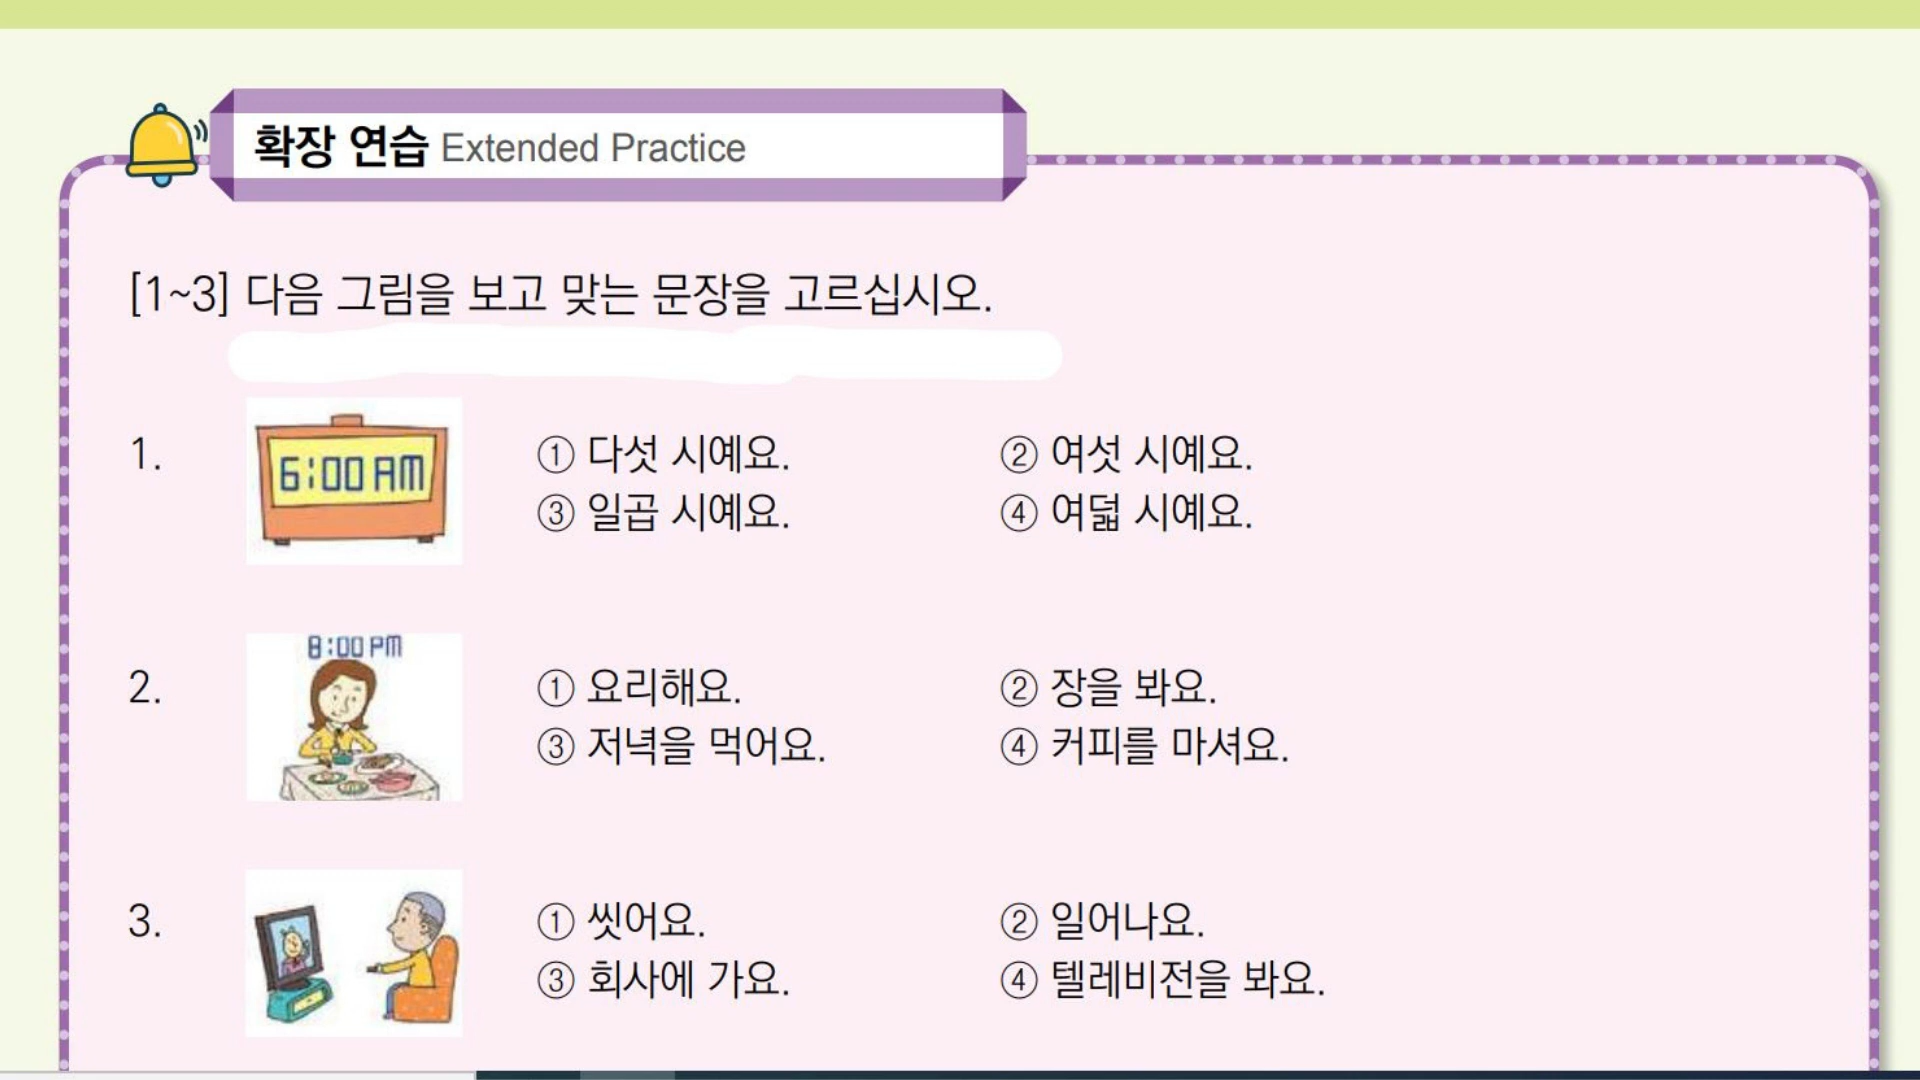 확장 연습 Extended Practice
[1~3] 다음 그림을 보고 맞는 문장을 고르십시오.
1.
6:00 AM
① 다섯 시예요. ② 여섯 시예요.
③ 일곱 시예요. ④ 여덟 시예요.
2.
8:00 PM
① 요리해요. ② 장을 봐요.
③ 저녁을 먹어요. ④ 커피를 마셔요.
3.
① 씻어요. ② 일어나요.
③ 회사에 가요. ④ 텔레비전을 봐요.